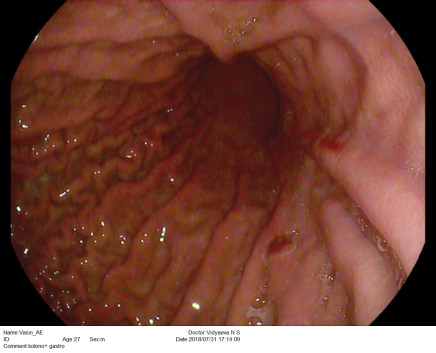 Name:Vasin_AE Doctor:Vidyaeva N S
ID: Age:27 Sex:m Date:2018/07/31 17:14:09
Comment:kolono+ gastro